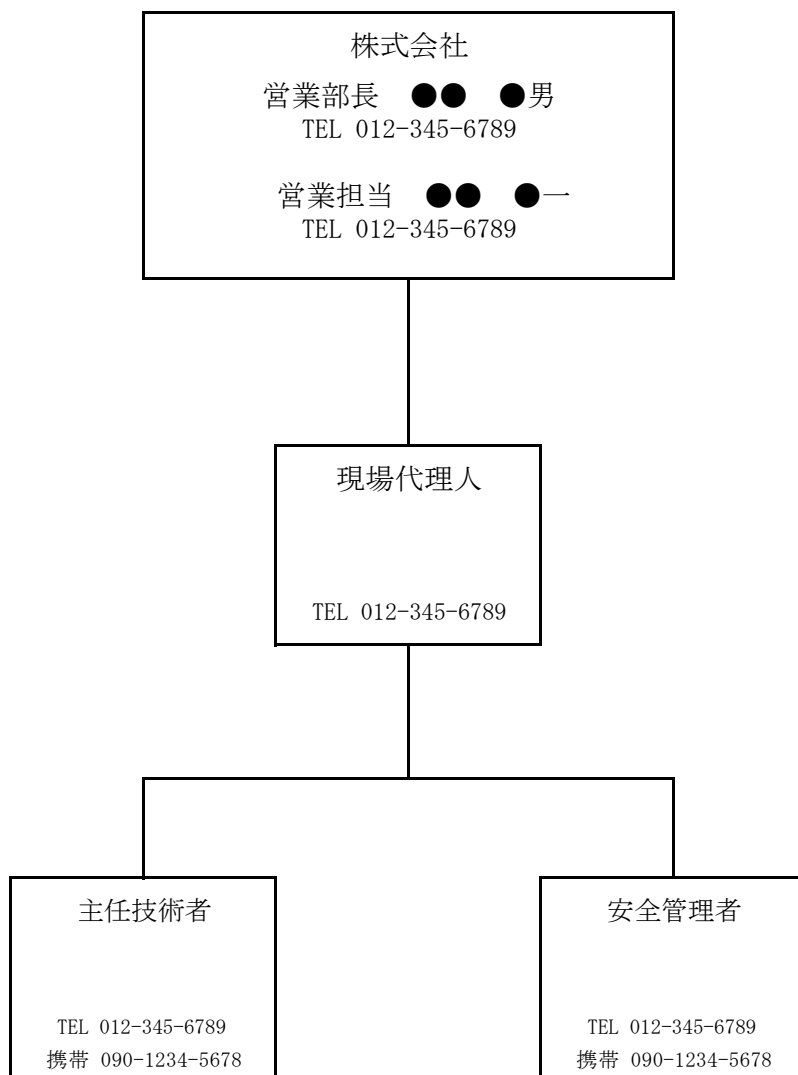 株式会社
営業部長　●●　●男
TEL 012-345-6789
営業担当　●●　●一
TEL 012-345-6789
現場代理人
TEL 012-345-6789
主任技術者
TEL 012-345-6789
携帯 090-1234-5678
安全管理者
TEL 012-345-6789
携帯 090-1234-5678